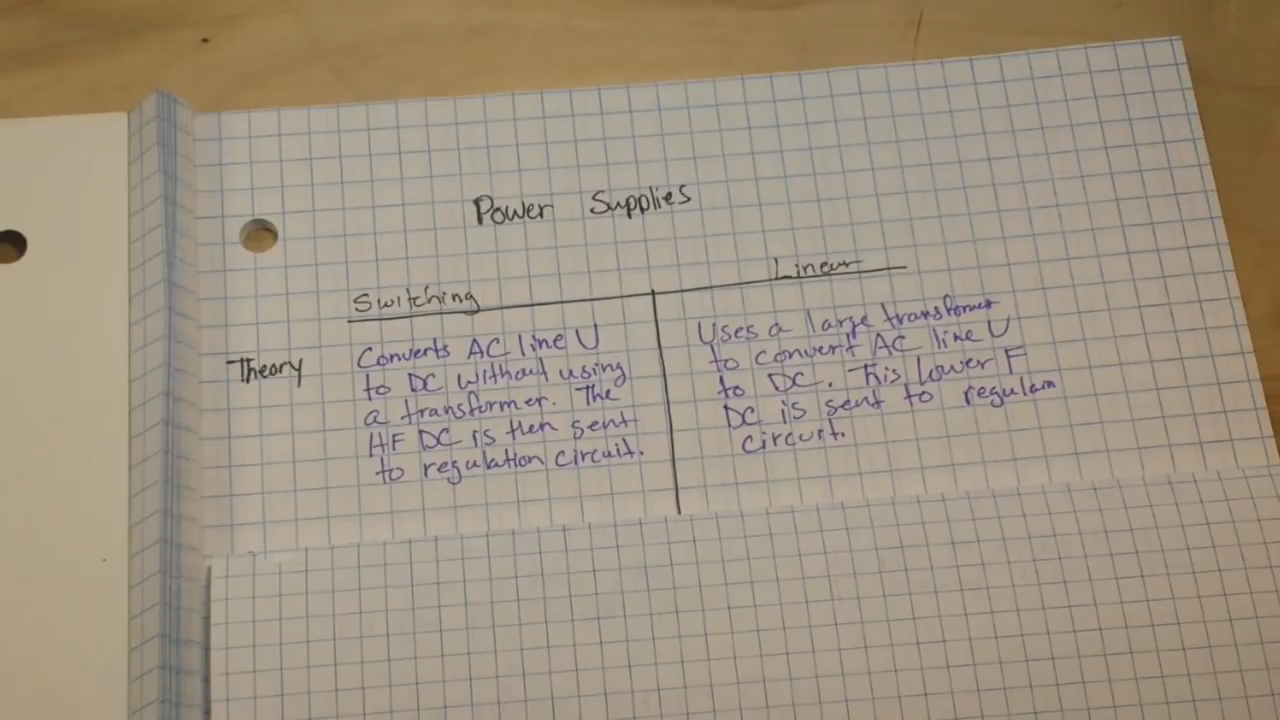 Power Supplies
Switching
Linear
Theory
Converts AC line U
to DC without using
a transformer. The
HF DC is then sent
to regulation circuit.
Uses a large transformer
to convert AC line U
to DC. This lower F
DC is sent to
circuit.